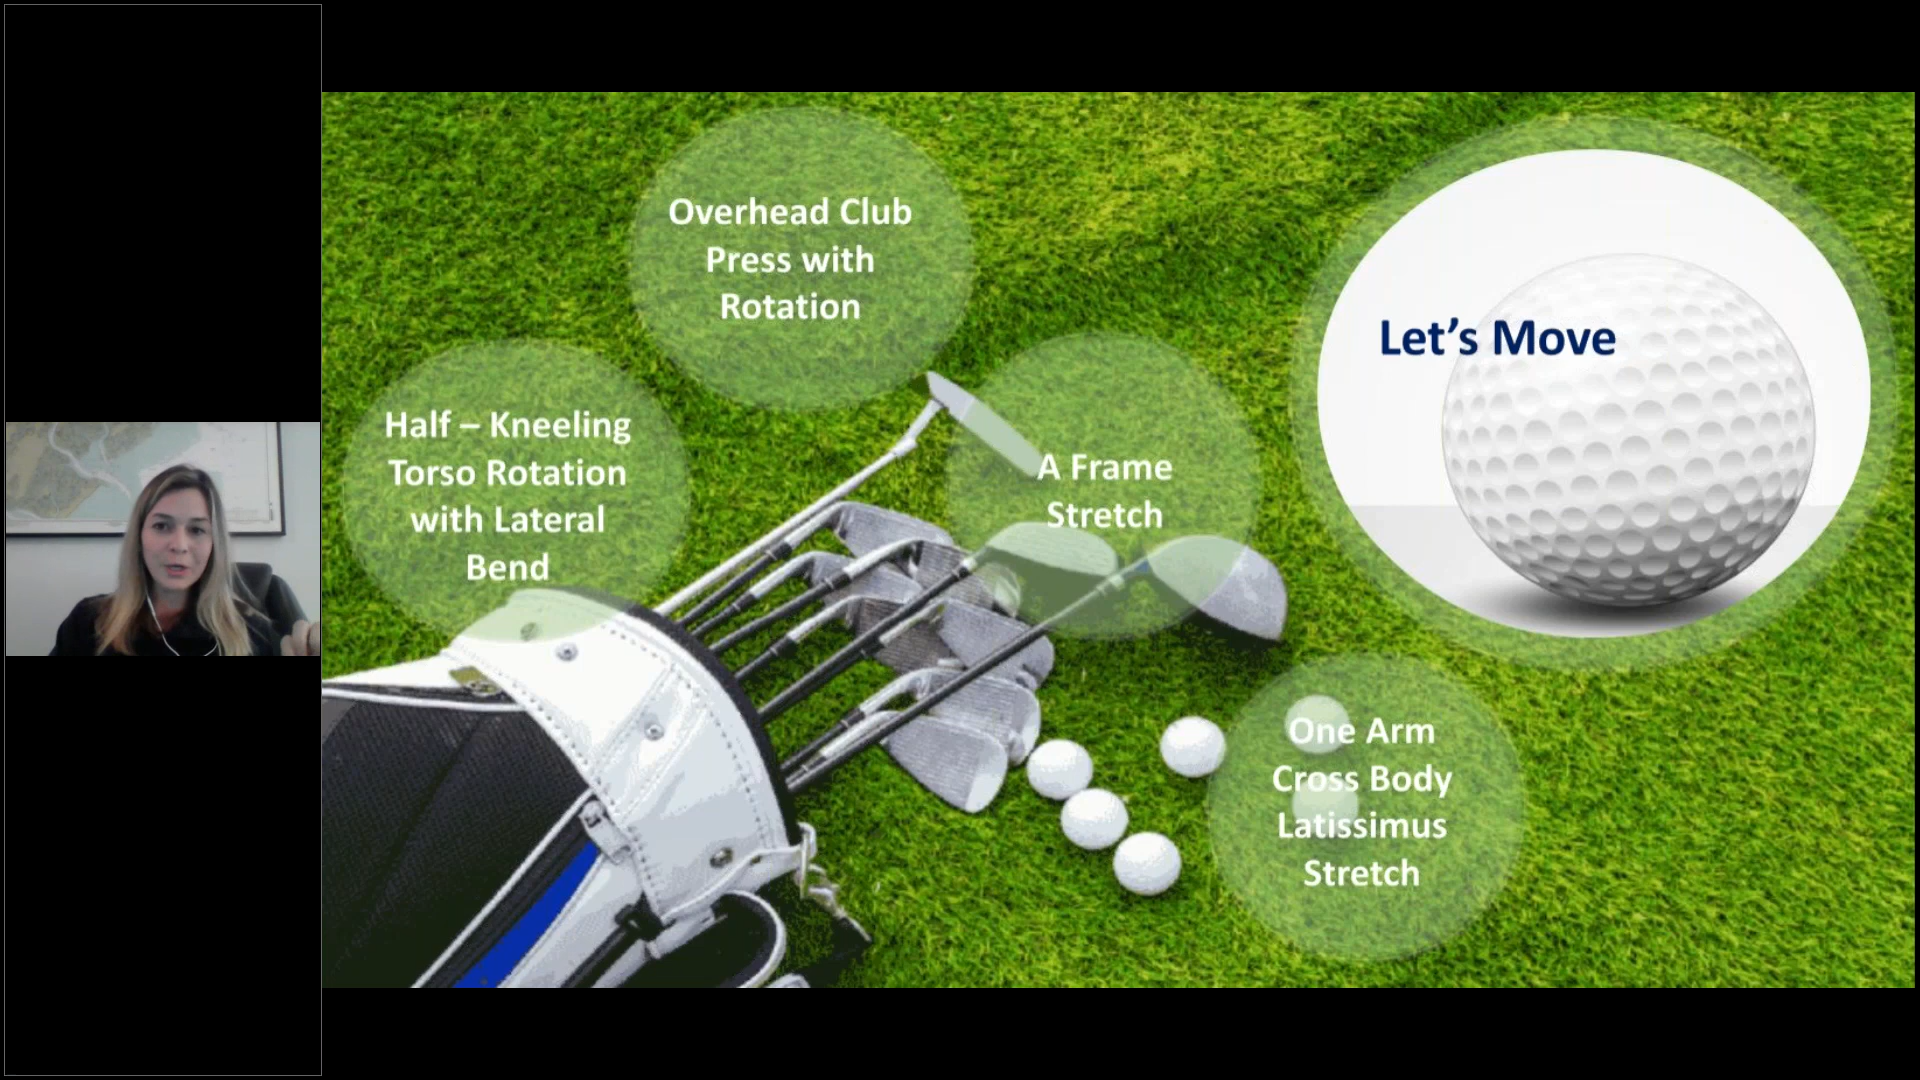 Overhead Club
Press with
Rotation
Half – Kneeling
Torso Rotation
with Lateral
Bend
A Frame
Stretch
Let’s Move
One Arm
Cross Body
Latissimus
Stretch